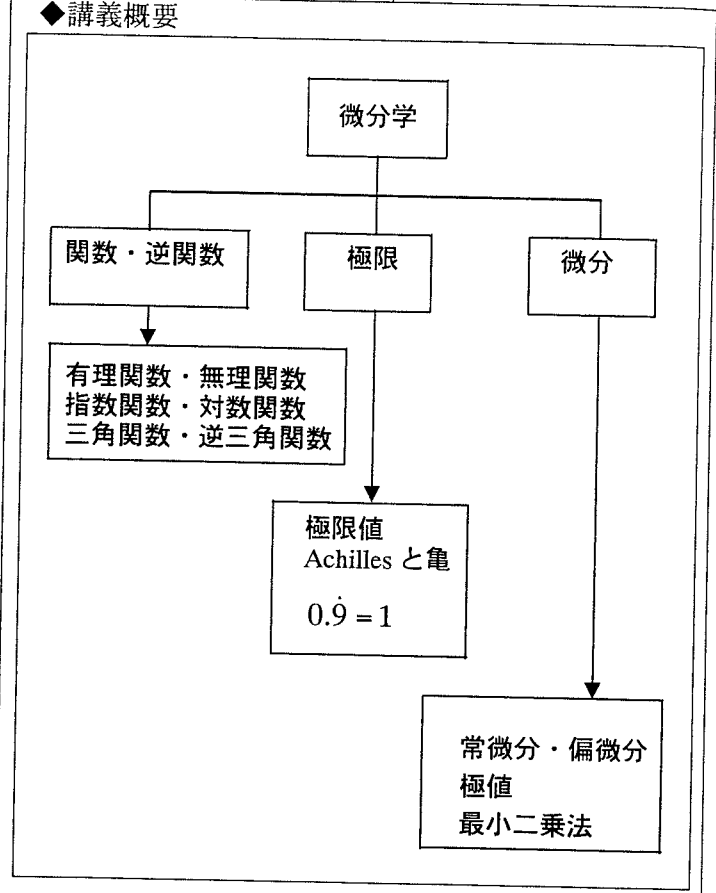 ◆講義概要
微分学
関数・逆関数
極限
微分
有理関数・無理関数
指数関数・対数関数
三角関数・逆三角関数
極限値
Achilles と亀
0.9̇ = 1
常微分・偏微分
極値
最小二乗法